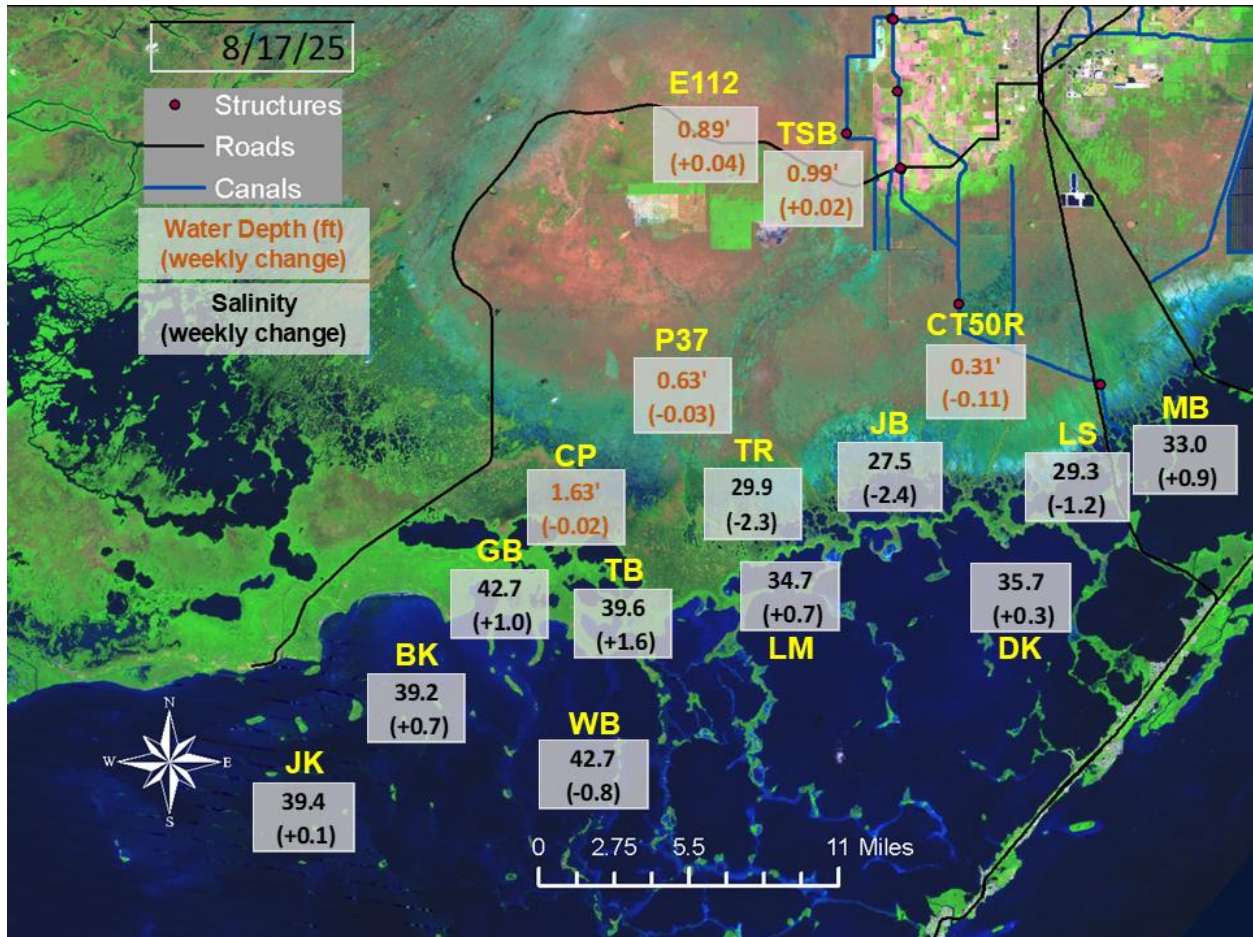 8/17/25
Structures
Roads
Canals
Water Depth (ft)
(weekly change)
Salinity
(weekly change)
E112
0.89'
(+0.04)
TSB
0.99'
(+0.02)
P37
0.63'
(-0.03)
CT50R
0.31'
(-0.11)
CP
1.63'
(-0.02)
TR
29.9
(-2.3)
JB
27.5
(-2.4)
LS
29.3
(-1.2)
MB
33.0
(+0.9)
GB
42.7
(+1.0)
TB
39.6
(+1.6)
34.7
(+0.7)
LM
35.7
(+0.3)
DK
BK
39.2
(+0.7)
WB
42.7
(-0.8)
JK
39.4
(+0.1)
N
W E
S
0 2.75 5.5 11 Miles